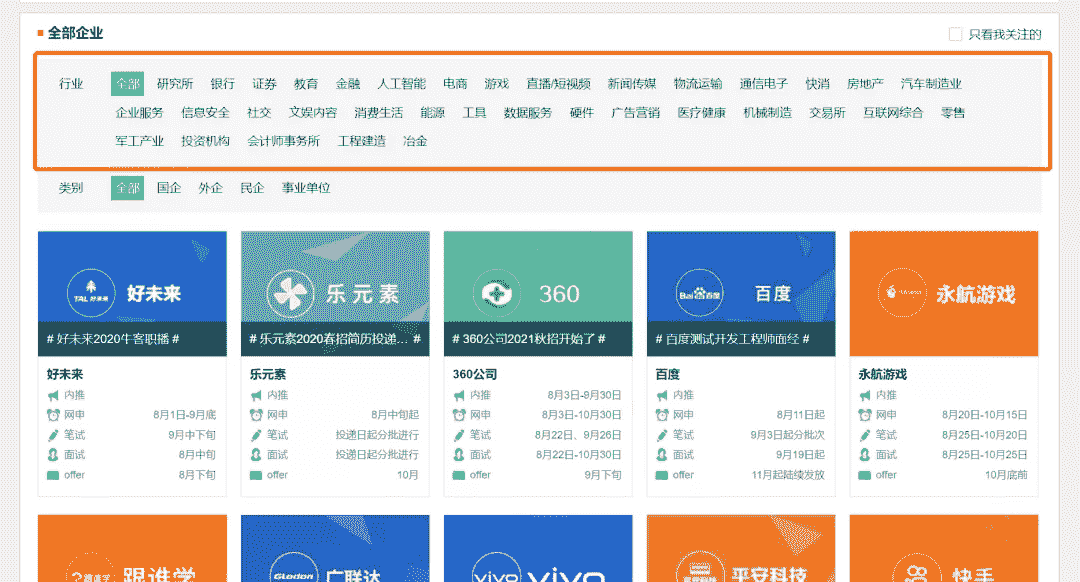 全部企业
只看我关注的
行业 全部 研究所 银行 证券 教育 金融 人工智能 电商 游戏 直播/短视频 新闻传媒 物流运输 通信电子 快消 房地产 汽车制造业
企业服务 信息安全 社交 文娱内容 消费生活 能源 工具 数据服务 硬件 广告营销 医疗健康 机械制造 交易所 互联网综合 零售
军工产业 投资机构 会计师事务所 工程建造 冶金
类别 全部 国企 外企 民企 事业单位
TAL 好未来
好未来
# 好未来2020牛客职播 #
好未来
内推
网申 8月1日-9月底
笔试 9月中下旬
面试 8月中旬
offer 8月下旬
乐元素
# 乐元素2020春招简历投递... #
乐元素
内推
网申 8月中旬起
笔试 投递日起分批进行
面试 投递日起分批进行
offer 10月
360
# 360公司2021秋招开始了 #
360公司
内推 8月3日-9月30日
网申 8月3日-10月30日
笔试 8月22日、9月26日
面试 8月22日-10月30日
offer 9月下旬
Bai百度
百度
# 百度测试开发工程师面经 #
百度
内推
网申 8月11日起
笔试 9月3日起分批次
面试 9月19日起
offer 11月起陆续发放
永航游戏
永航游戏
内推
网申 8月20日-10月15日
笔试 8月25日-10月20日
面试 8月25日-10月25日
offer 10月底前
跟谁学
跟谁学
Glodon
广联达
vivo
vivo
平安科技
快手